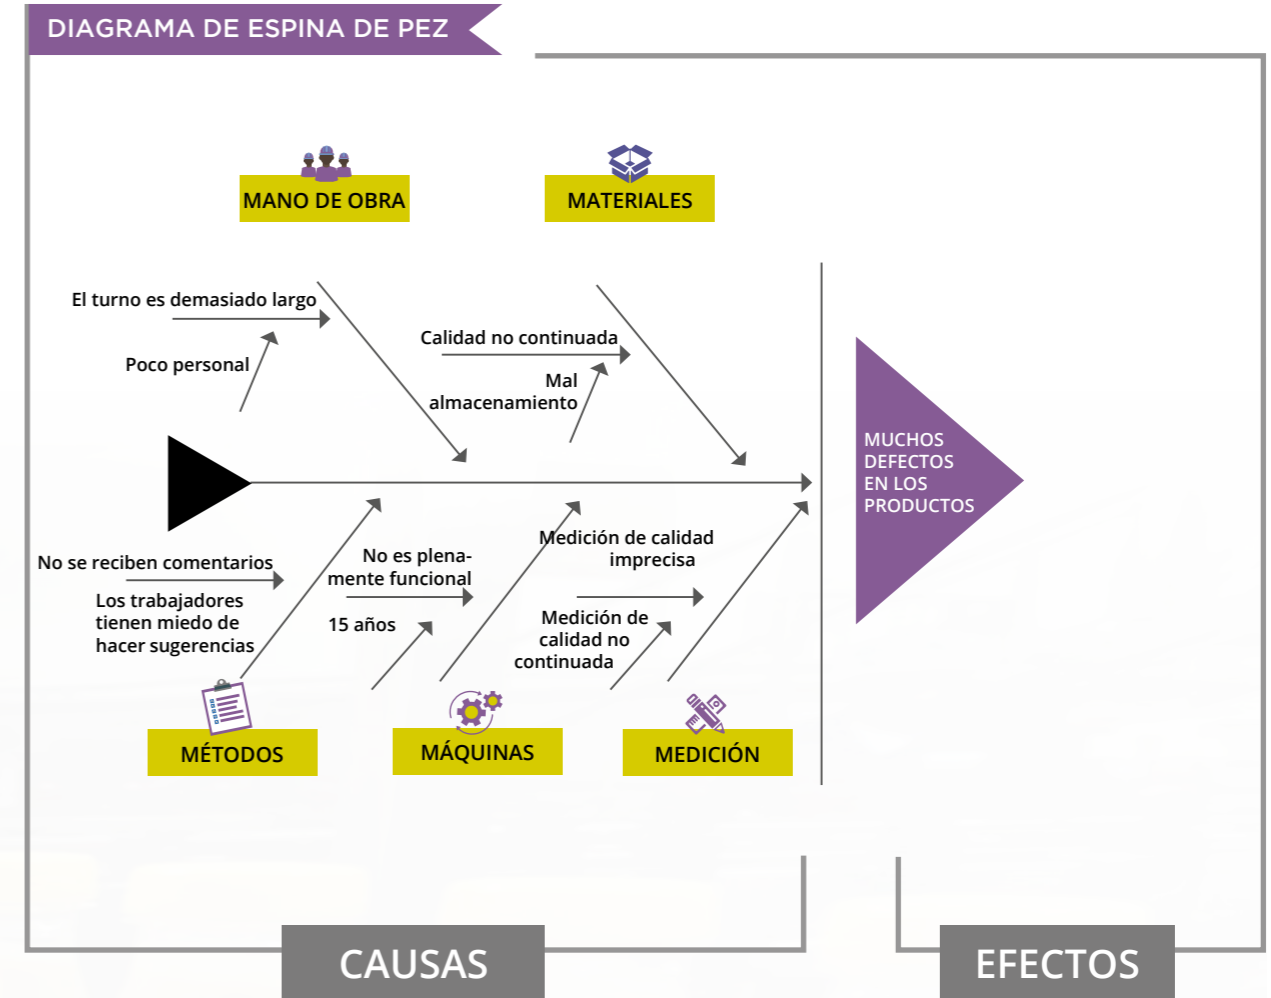 DIAGRAMA DE ESPINA DE PEZ
MANO DE OBRA
MATERIALES
El turno es demasiado largo
Poco personal
Calidad no continuada
Mal
almacenamiento
MUCHOS
DEFECTOS
EN LOS
PRODUCTOS
No se reciben comentarios
Los trabajadores
tienen miedo de
hacer sugerencias
No es plena-
mente funcional
15 años
Medición de calidad
imprecisa
Medición de
calidad no
continuada
MÉTODOS
MÁQUINAS
MEDICIÓN
CAUSAS
EFECTOS